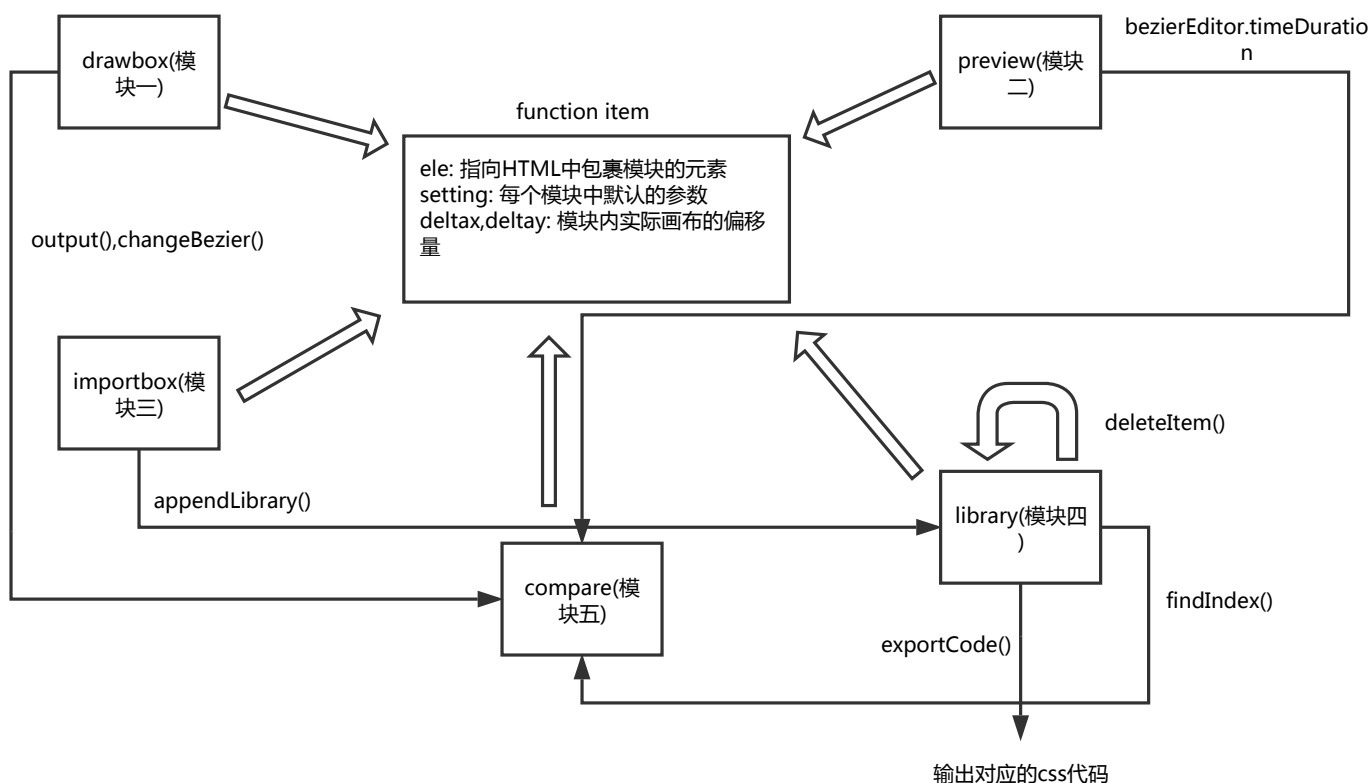 drawbox(模
块一)
preview(模块
二)
bezierEditor.timeDuratio
n
function item
ele: 指向HTML中包裹模块的元素
setting: 每个模块中默认的参数
deltax,deltay: 模块内实际画布的偏移
量
output(),changeBezier()
importbox(模
块三)
deleteItem()
appendLibrary()
library(模块四
)
compare(模
块五)
findIndex()
exportCode()
输出对应的css代码